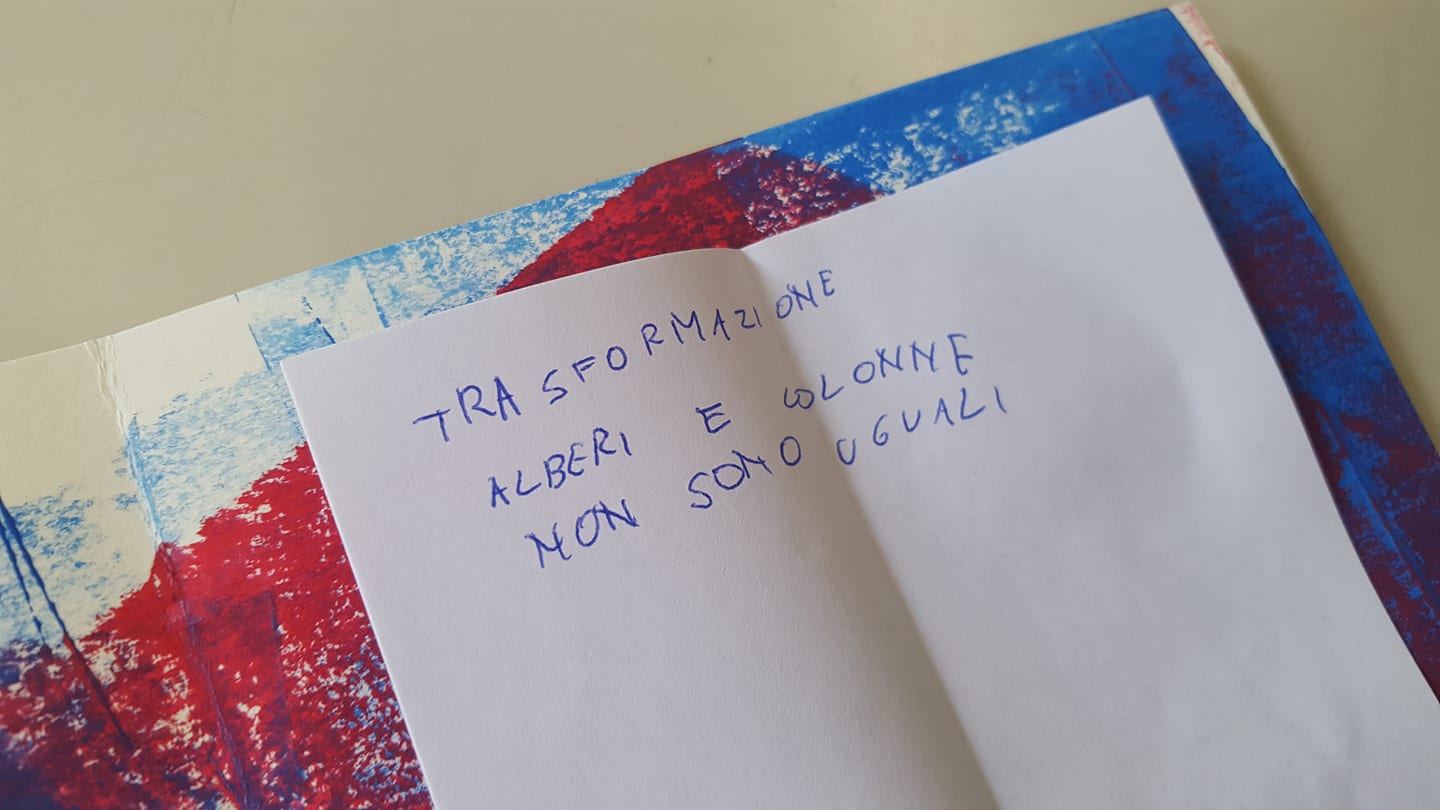 TRASFORMAZIONE
ALBERI E COLONNE
NON SONO UGUALI